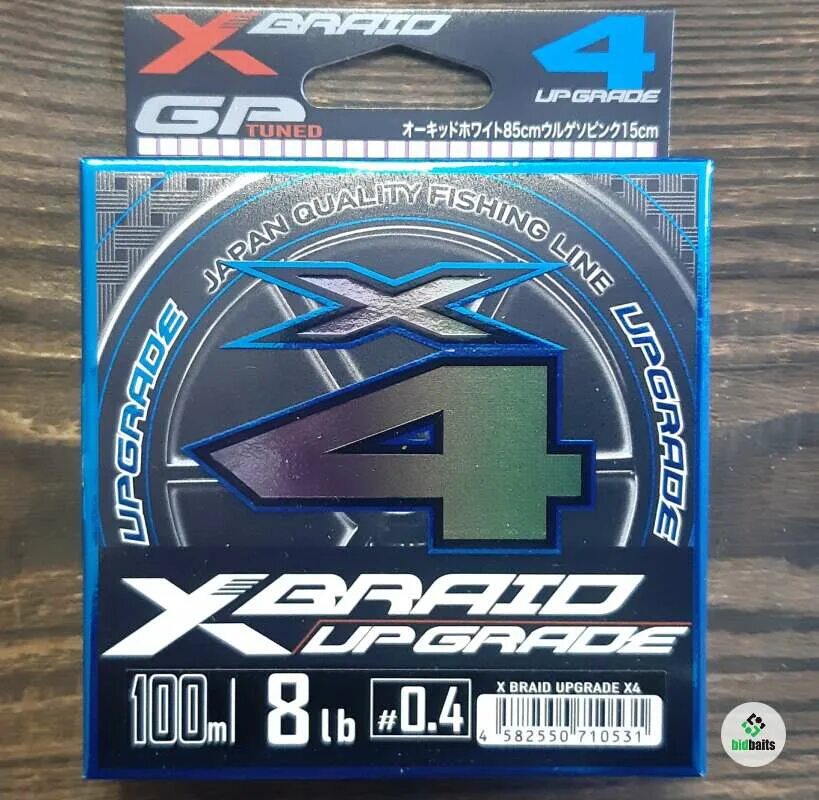 X BRAID
4
UPGRADE
GP
TUNED
オーキッドホワイト85cmウルゲソピンク15cm
JAPAN QUALITY FISHING LINE
UPGRADE
UPGRADE
X
4
X BRAID
UPGRADE
100m
8 lb
#0.4
X BRAID UPGRADE X4
4 582550 710531
bidbaits